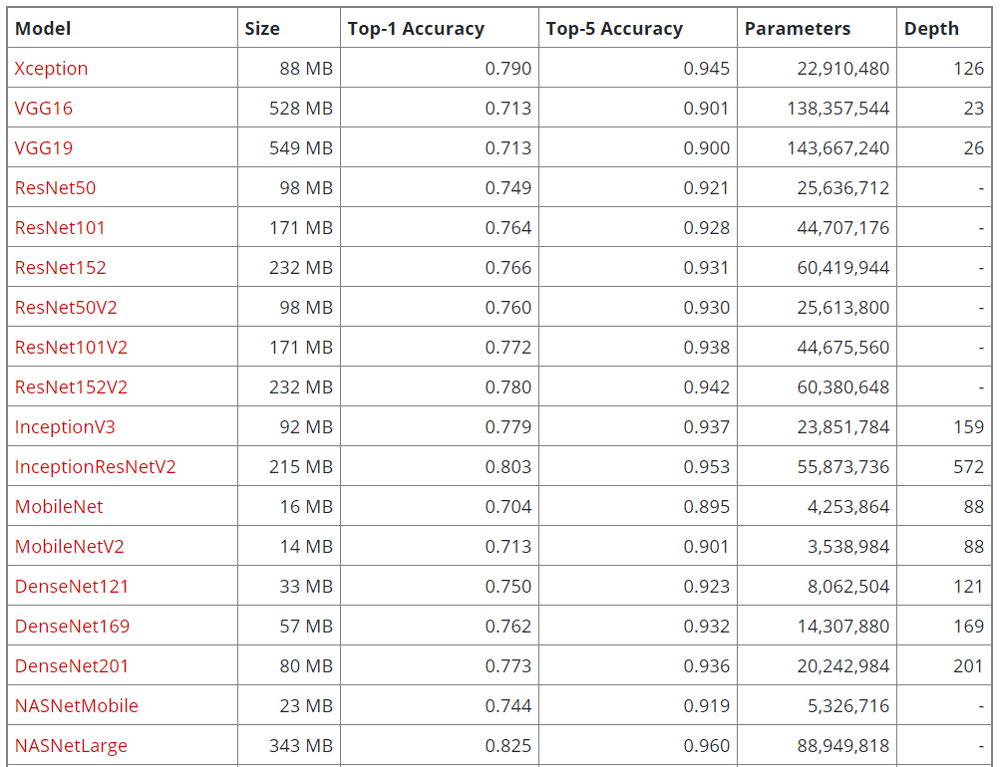 Model Size Top-1 Accuracy Top-5 Accuracy Parameters Depth
Xception 88 MB 0.790 0.945 22,910,480 126
VGG16 528 MB 0.713 0.901 138,357,544 23
VGG19 549 MB 0.713 0.900 143,667,240 26
ResNet50 98 MB 0.749 0.921 25,636,712 -
ResNet101 171 MB 0.764 0.928 44,707,176 -
ResNet152 232 MB 0.766 0.931 60,419,944 -
ResNet50V2 98 MB 0.760 0.930 25,613,800 -
ResNet101V2 171 MB 0.772 0.938 44,675,560 -
ResNet152V2 232 MB 0.780 0.942 60,380,648 -
InceptionV3 92 MB 0.779 0.937 23,851,784 159
InceptionResNetV2 215 MB 0.803 0.953 55,873,736 572
MobileNet 16 MB 0.704 0.895 4,253,864 88
MobileNetV2 14 MB 0.713 0.901 3,538,984 88
DenseNet121 33 MB 0.750 0.923 8,062,504 121
DenseNet169 57 MB 0.762 0.932 14,307,880 169
DenseNet201 80 MB 0.773 0.936 20,242,984 201
NASNetMobile 23 MB 0.744 0.919 5,326,716 -
NASNetLarge 343 MB 0.825 0.960 88,949,818 -